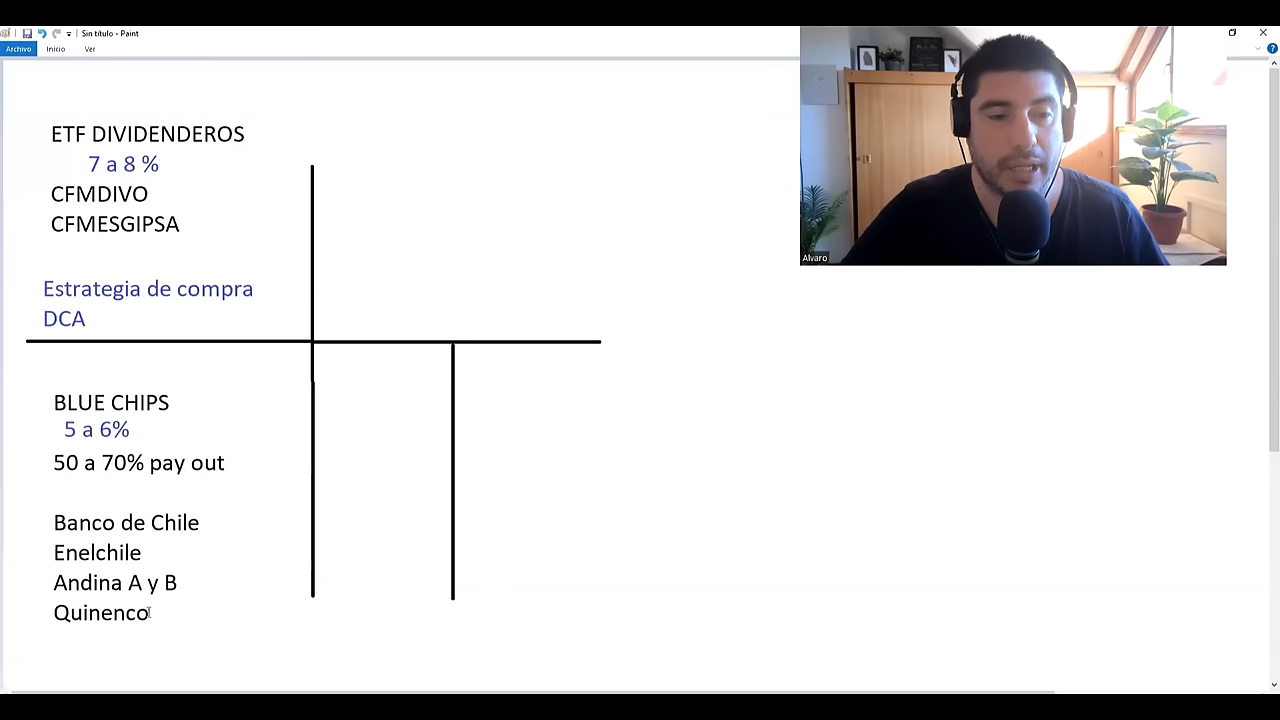 Sin título - Paint
Archivo
Inicio
Ver
ETF DIVIDENDEROS
7 a 8 %
CFMDIVO
CFMESGIPSA
Estrategia de compra
DCA
BLUE CHIPS
5 a 6%
50 a 70% pay out
Banco de Chile
Enelchile
Andina A y B
Quinenco
Alvaro